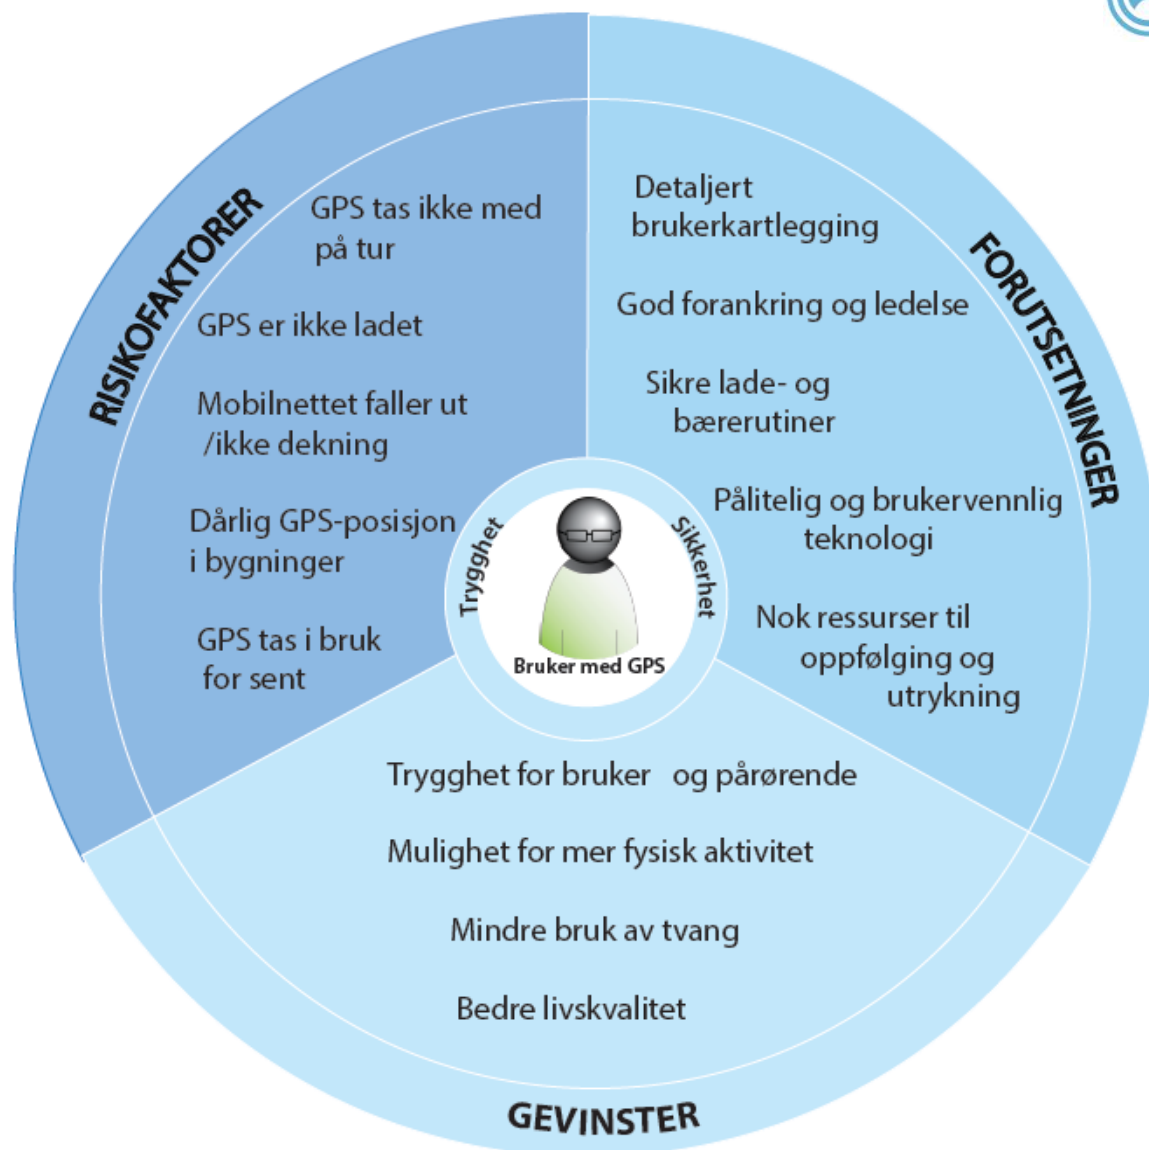 RISIKOFAKTORER
GPS tas ikke med
på tur
GPS er ikke ladet
Mobilnettet faller ut
/ikke dekning
Dårlig GPS-posisjon
i bygninger
GPS tas i bruk
for sent
FORUTSETNINGER
Detaljert
brukerkartlegging
God forankring og ledelse
Sikre lade- og
bærerutiner
Pålitelig og brukervennlig
teknologi
Nok ressurser til
oppfølging og
utrykning
Trygghet
Sikkerhet
Bruker med GPS
Trygghet for bruker og pårørende
Mulighet for mer fysisk aktivitet
Mindre bruk av tvang
Bedre livskvalitet
GEVINSTER